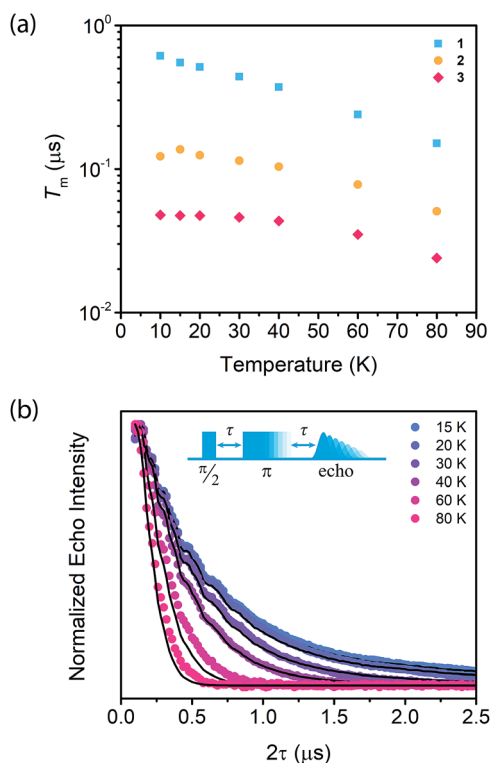 (a)
10⁰
10⁻¹
10⁻²
Tₘ (μs)
1
2
3
0 10 20 30 40 50 60 70 80 90
Temperature (K)
(b)
Normalized Echo Intensity
τ τ
π/2 π echo
15 K
20 K
30 K
40 K
60 K
80 K
0.0 0.5 1.0 1.5 2.0 2.5
2τ (μs)